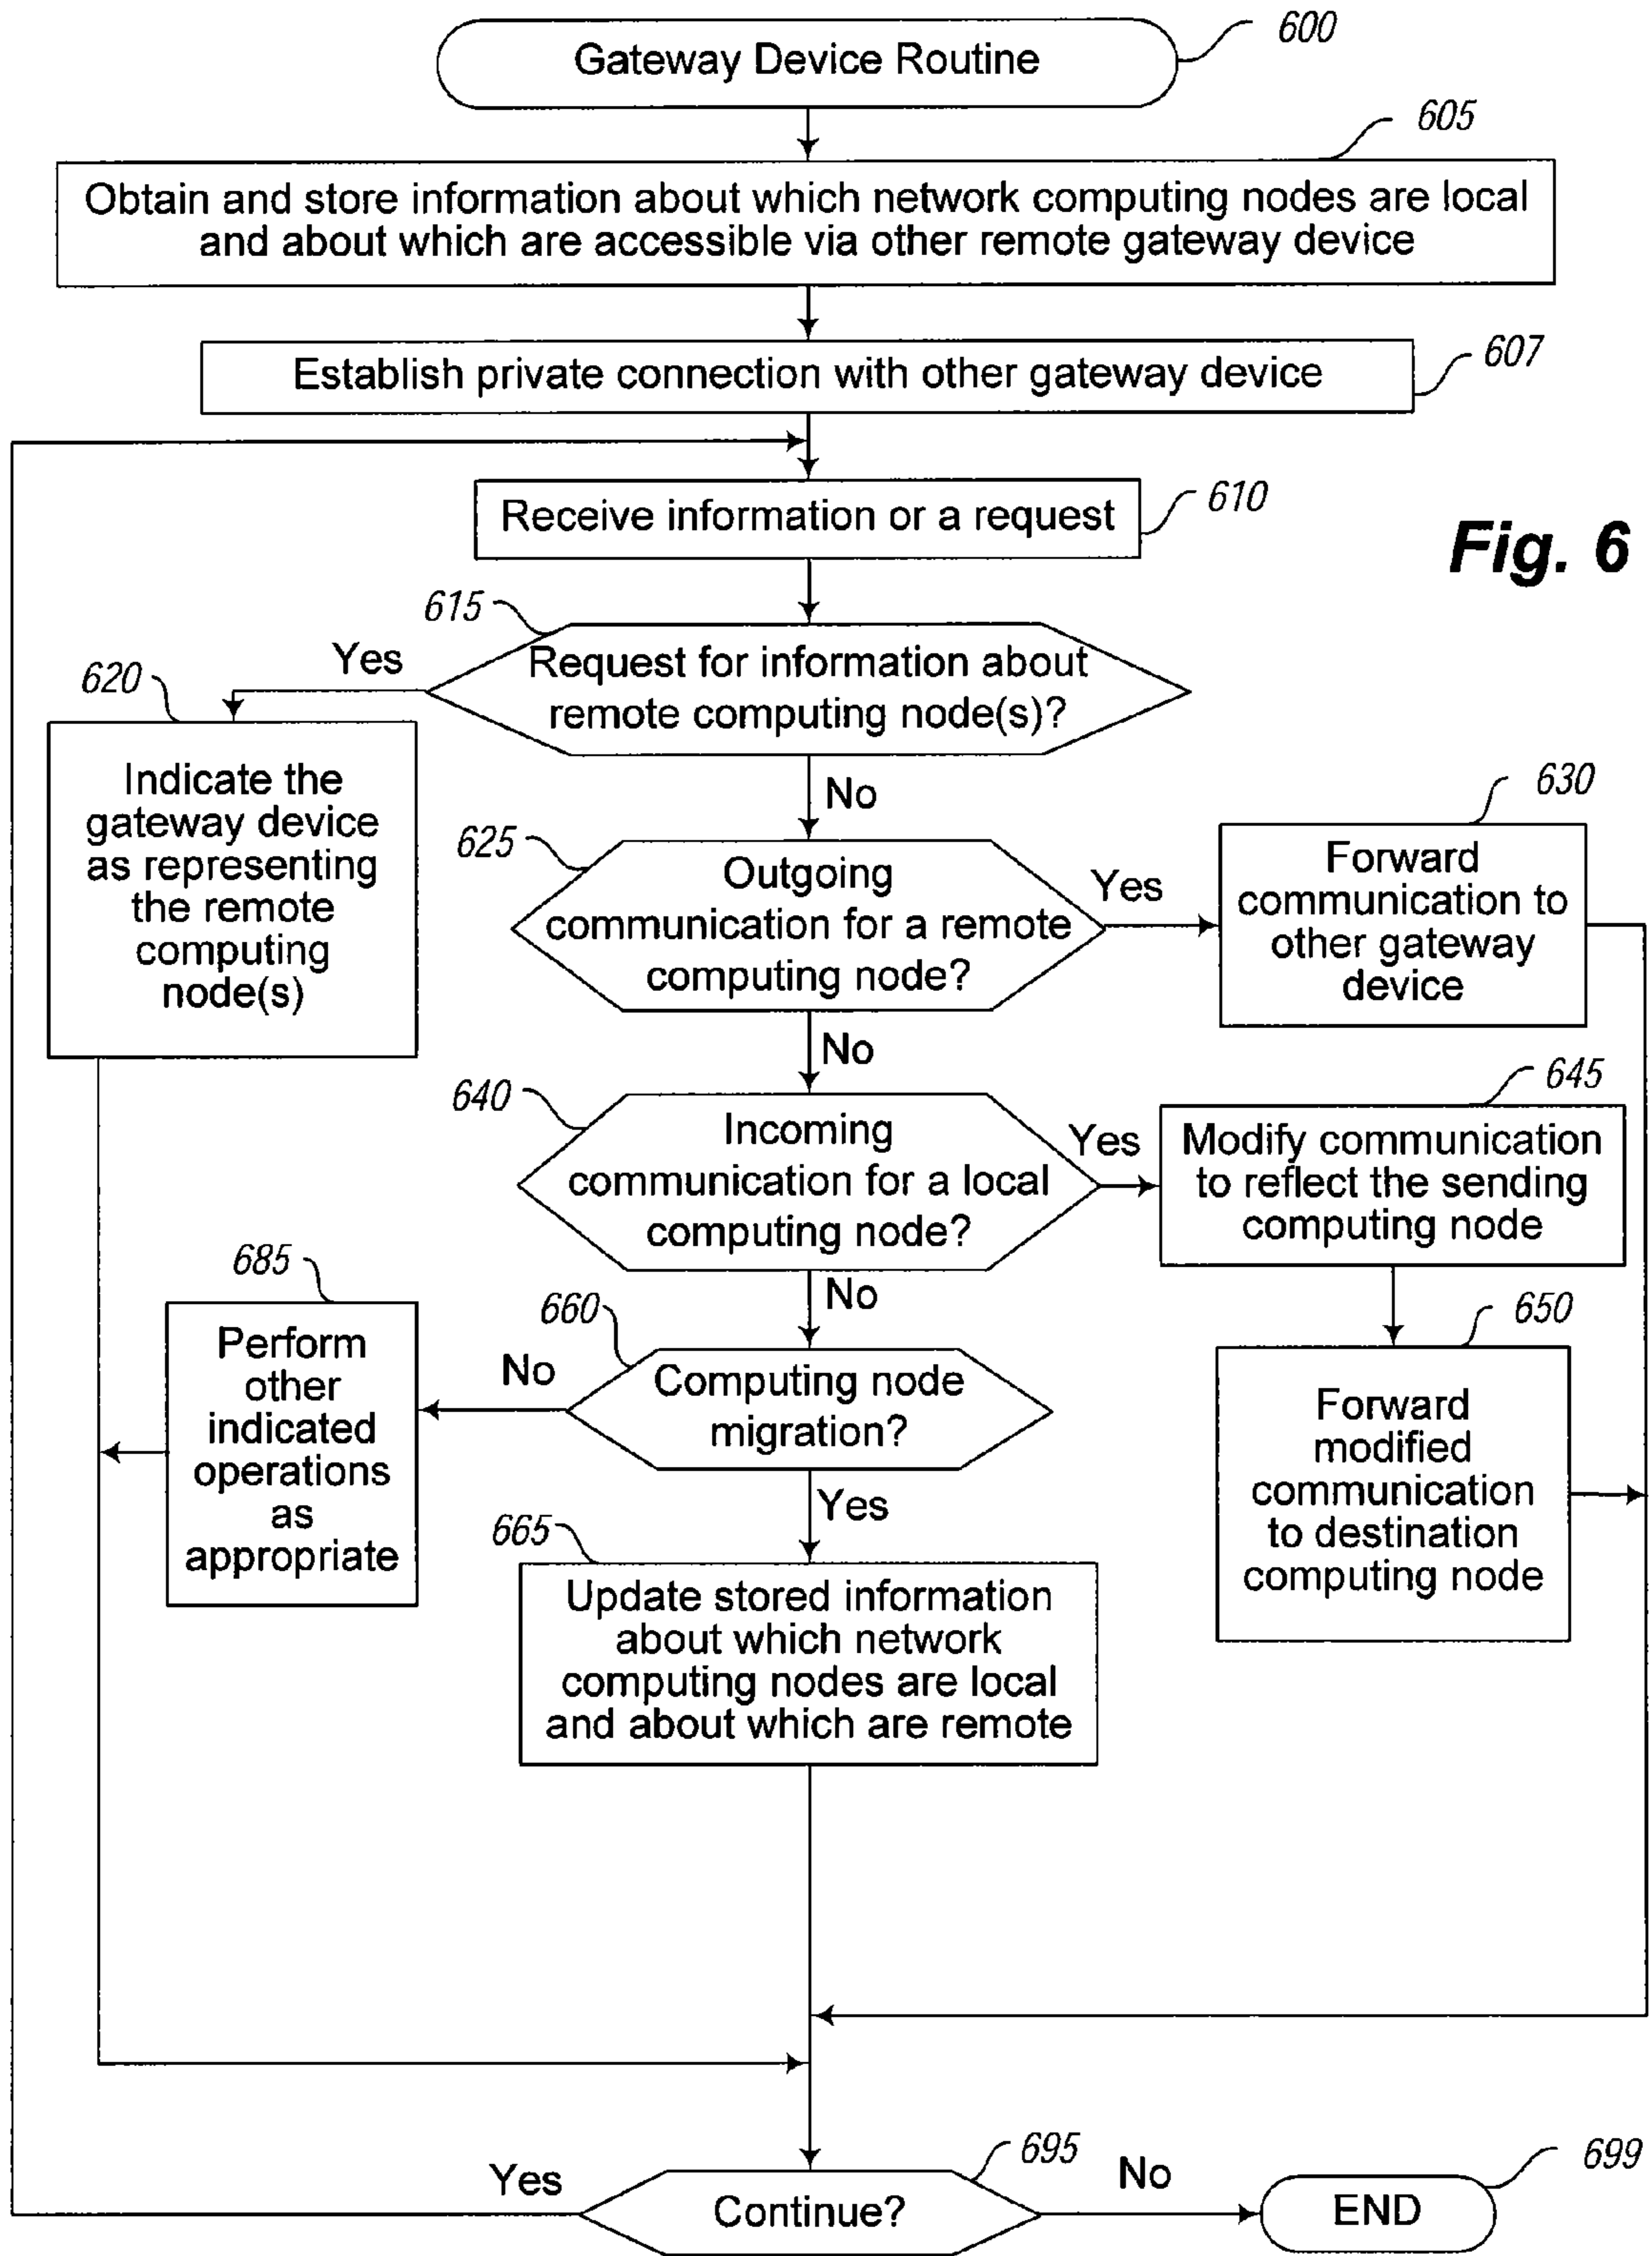 600
Gateway Device Routine
605
Obtain and store information about which network computing nodes are local
and about which are accessible via other remote gateway device
607
Establish private connection with other gateway device
610
Receive information or a request
Fig. 6
615
Yes
Request for information about
remote computing node(s)?
620
Indicate the
gateway device
as representing
the remote
computing
node(s)
No
625
Outgoing
communication for a remote
computing node?
Yes
630
Forward
communication to
other gateway
device
No
640
Incoming
communication for a local
computing node?
Yes
645
Modify communication
to reflect the sending
computing node
650
Forward
modified
communication
to destination
computing node
No
660
Computing node
migration?
No
685
Perform
other
indicated
operations
as
appropriate
Yes
665
Update stored information
about which network
computing nodes are local
and about which are remote
695
Yes
Continue?
No
699
END